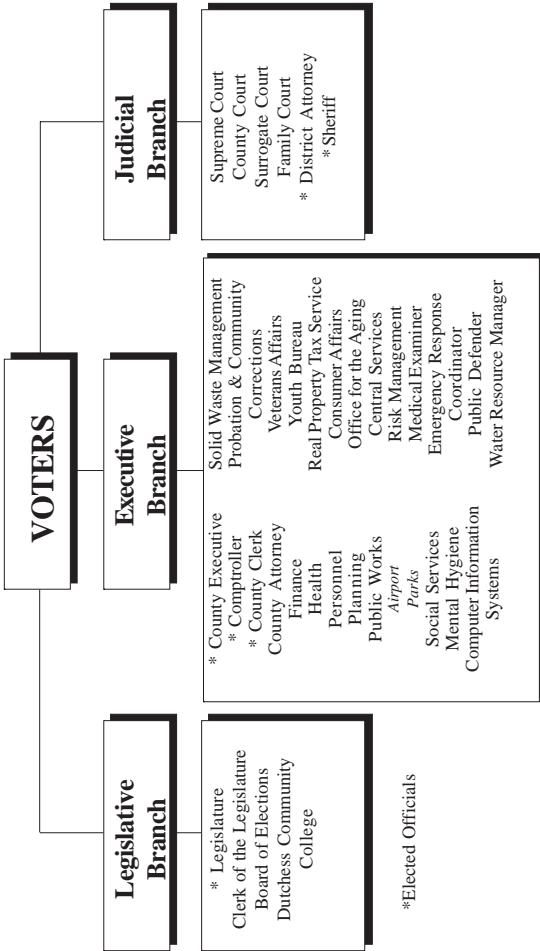 VOTERS
Legislative
Branch
* Legislature
Clerk of the Legislature
Board of Elections
Dutchess Community
College
Executive
Branch
* County Executive
* Comptroller
* County Clerk
County Attorney
Finance
Health
Personnel
Planning
Public Works
Airport
Parks
Social Services
Mental Hygiene
Computer Information
Systems
Solid Waste Management
Probation & Community
Corrections
Veterans Affairs
Youth Bureau
Real Property Tax Service
Consumer Affairs
Office for the Aging
Central Services
Risk Management
Medical Examiner
Emergency Response
Coordinator
Public Defender
Water Resource Manager
Judicial
Branch
Supreme Court
County Court
Surrogate Court
Family Court
* District Attorney
* Sheriff
*Elected Officials